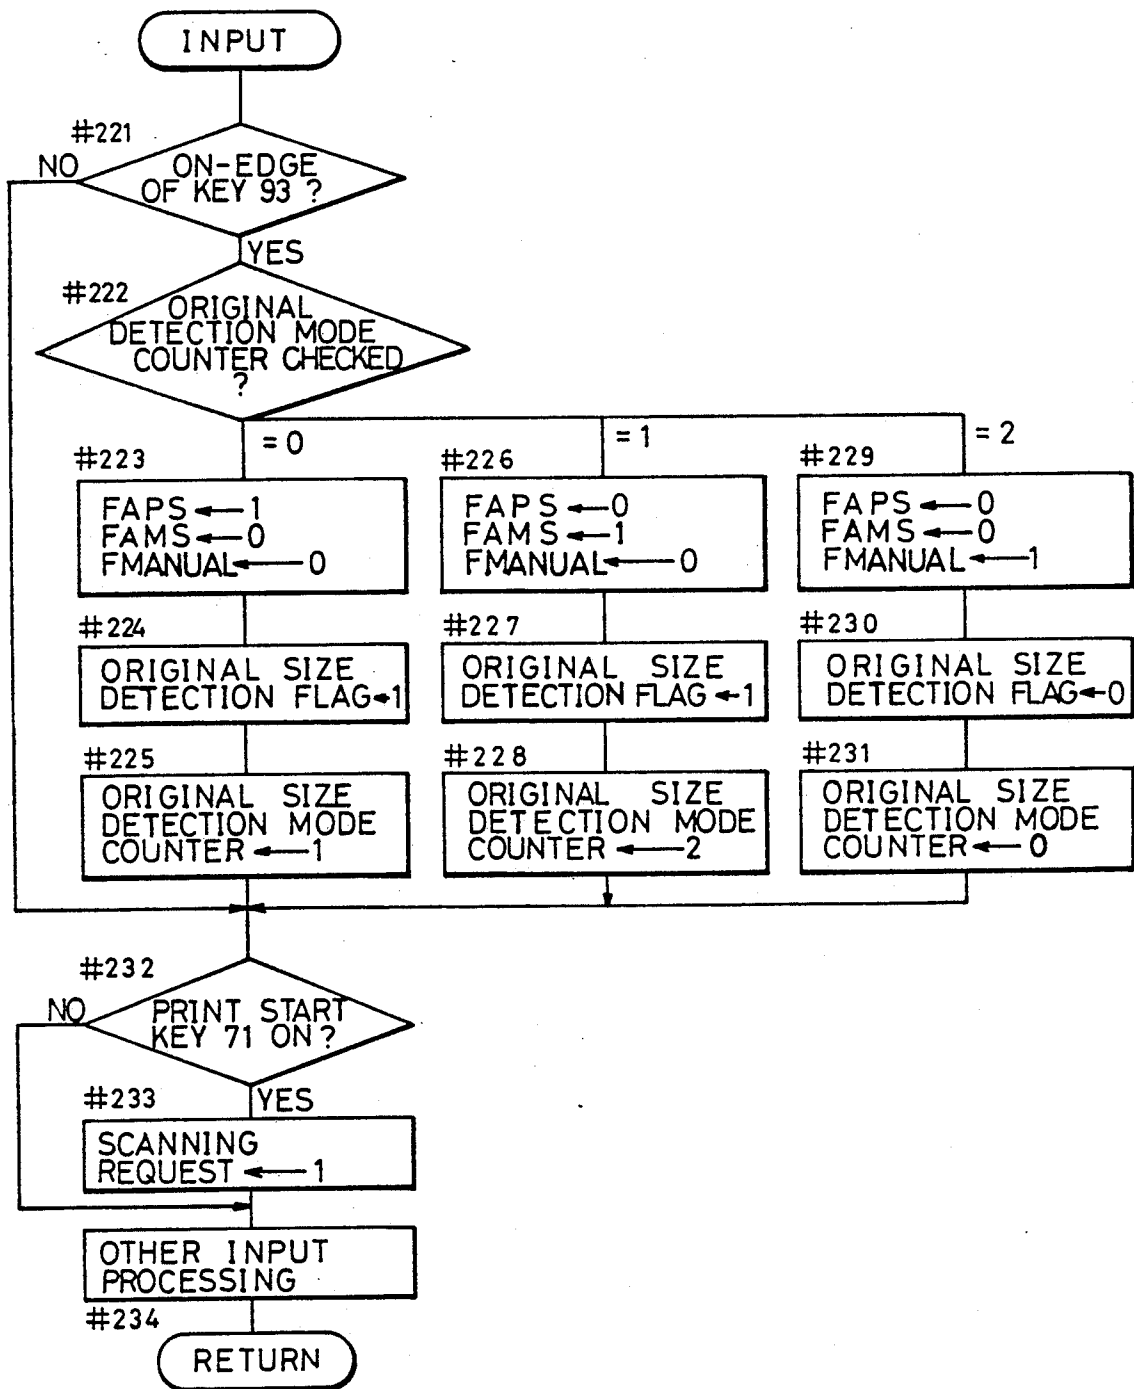 INPUT
#221
NO
ON-EDGE
OF KEY 93 ?
YES
#222
ORIGINAL
DETECTION MODE
COUNTER CHECKED
?
= 0
= 1
= 2
#223
FAPS ← 1
FAMS ← 0
FMANUAL ← 0
#224
ORIGINAL SIZE
DETECTION FLAG ← 1
#225
ORIGINAL SIZE
DETECTION MODE
COUNTER ← 1
#226
FAPS ← 0
FAMS ← 1
FMANUAL ← 0
#227
ORIGINAL SIZE
DETECTION FLAG ← 1
#228
ORIGINAL SIZE
DETECTION MODE
COUNTER ← 2
#229
FAPS ← 0
FAMS ← 0
FMANUAL ← 1
#230
ORIGINAL SIZE
DETECTION FLAG ← 0
#231
ORIGINAL SIZE
DETECTION MODE
COUNTER ← 0
#232
NO
PRINT START
KEY 71 ON ?
YES
#233
SCANNING
REQUEST ← 1
OTHER INPUT
PROCESSING
#234
RETURN